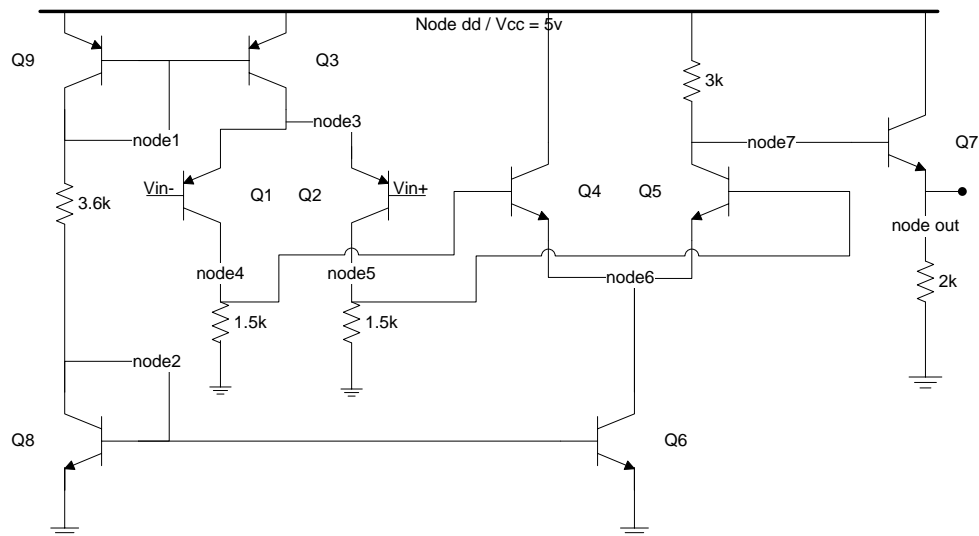 Node dd / Vcc = 5v
Q9
Q3
3k
node1
node3
node7
Q7
Vin-
Q1
Q2
Vin+
Q4
Q5
3.6k
node out
node4
node5
node6
2k
1.5k
1.5k
node2
Q8
Q6